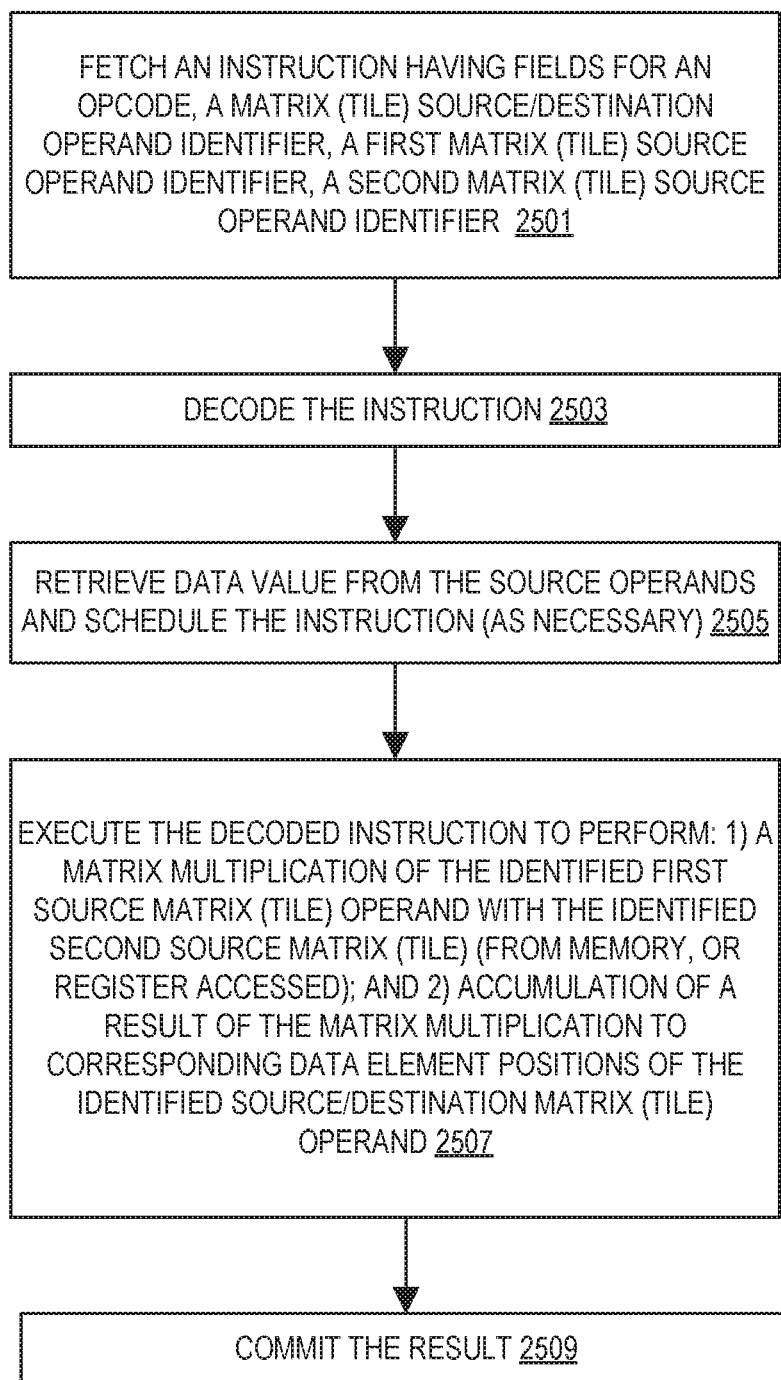 FETCH AN INSTRUCTION HAVING FIELDS FOR AN
OPCODE, A MATRIX (TILE) SOURCE/DESTINATION
OPERAND IDENTIFIER, A FIRST MATRIX (TILE) SOURCE
OPERAND IDENTIFIER, A SECOND MATRIX (TILE) SOURCE
OPERAND IDENTIFIER 2501
DECODE THE INSTRUCTION 2503
RETRIEVE DATA VALUE FROM THE SOURCE OPERANDS
AND SCHEDULE THE INSTRUCTION (AS NECESSARY) 2505
EXECUTE THE DECODED INSTRUCTION TO PERFORM: 1) A
MATRIX MULTIPLICATION OF THE IDENTIFIED FIRST
SOURCE MATRIX (TILE) OPERAND WITH THE IDENTIFIED
SECOND SOURCE MATRIX (TILE) (FROM MEMORY, OR
REGISTER ACCESSED); AND 2) ACCUMULATION OF A
RESULT OF THE MATRIX MULTIPLICATION TO
CORRESPONDING DATA ELEMENT POSITIONS OF THE
IDENTIFIED SOURCE/DESTINATION MATRIX (TILE)
OPERAND 2507
COMMIT THE RESULT 2509